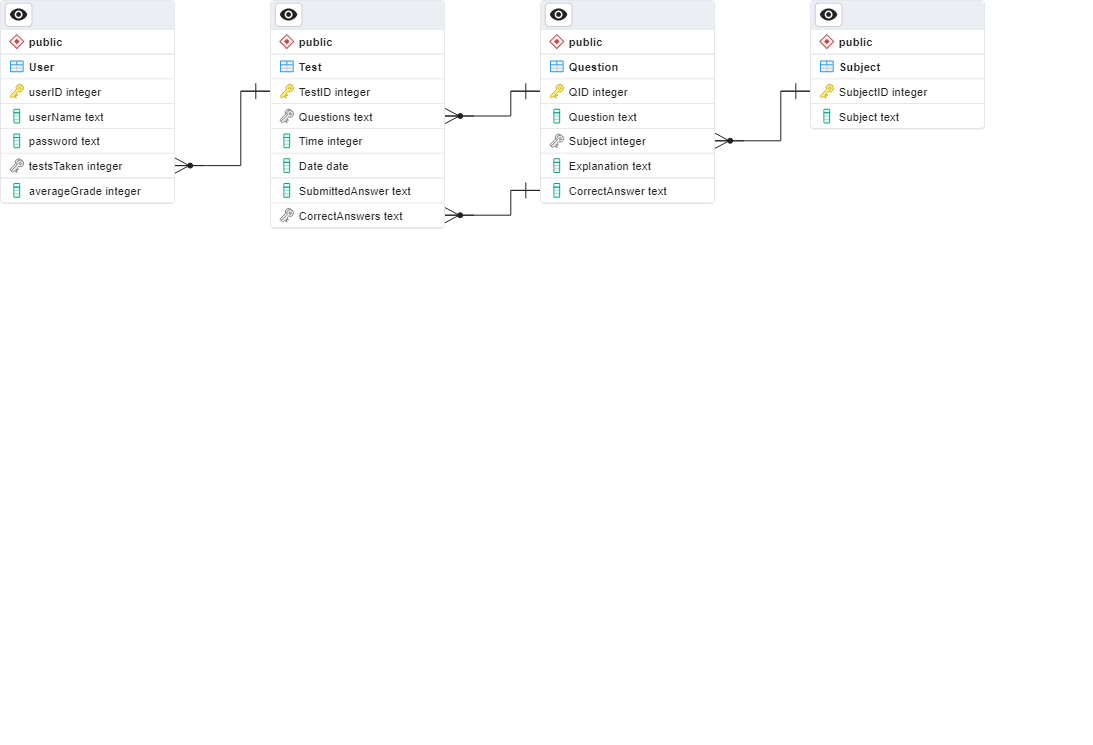 public
User
userID integer
userName text
password text
testsTaken integer
averageGrade integer
public
Test
TestID integer
Questions text
Time integer
Date date
SubmittedAnswer text
CorrectAnswers text
public
Question
QID integer
Question text
Subject integer
Explanation text
CorrectAnswer text
public
Subject
SubjectID integer
Subject text